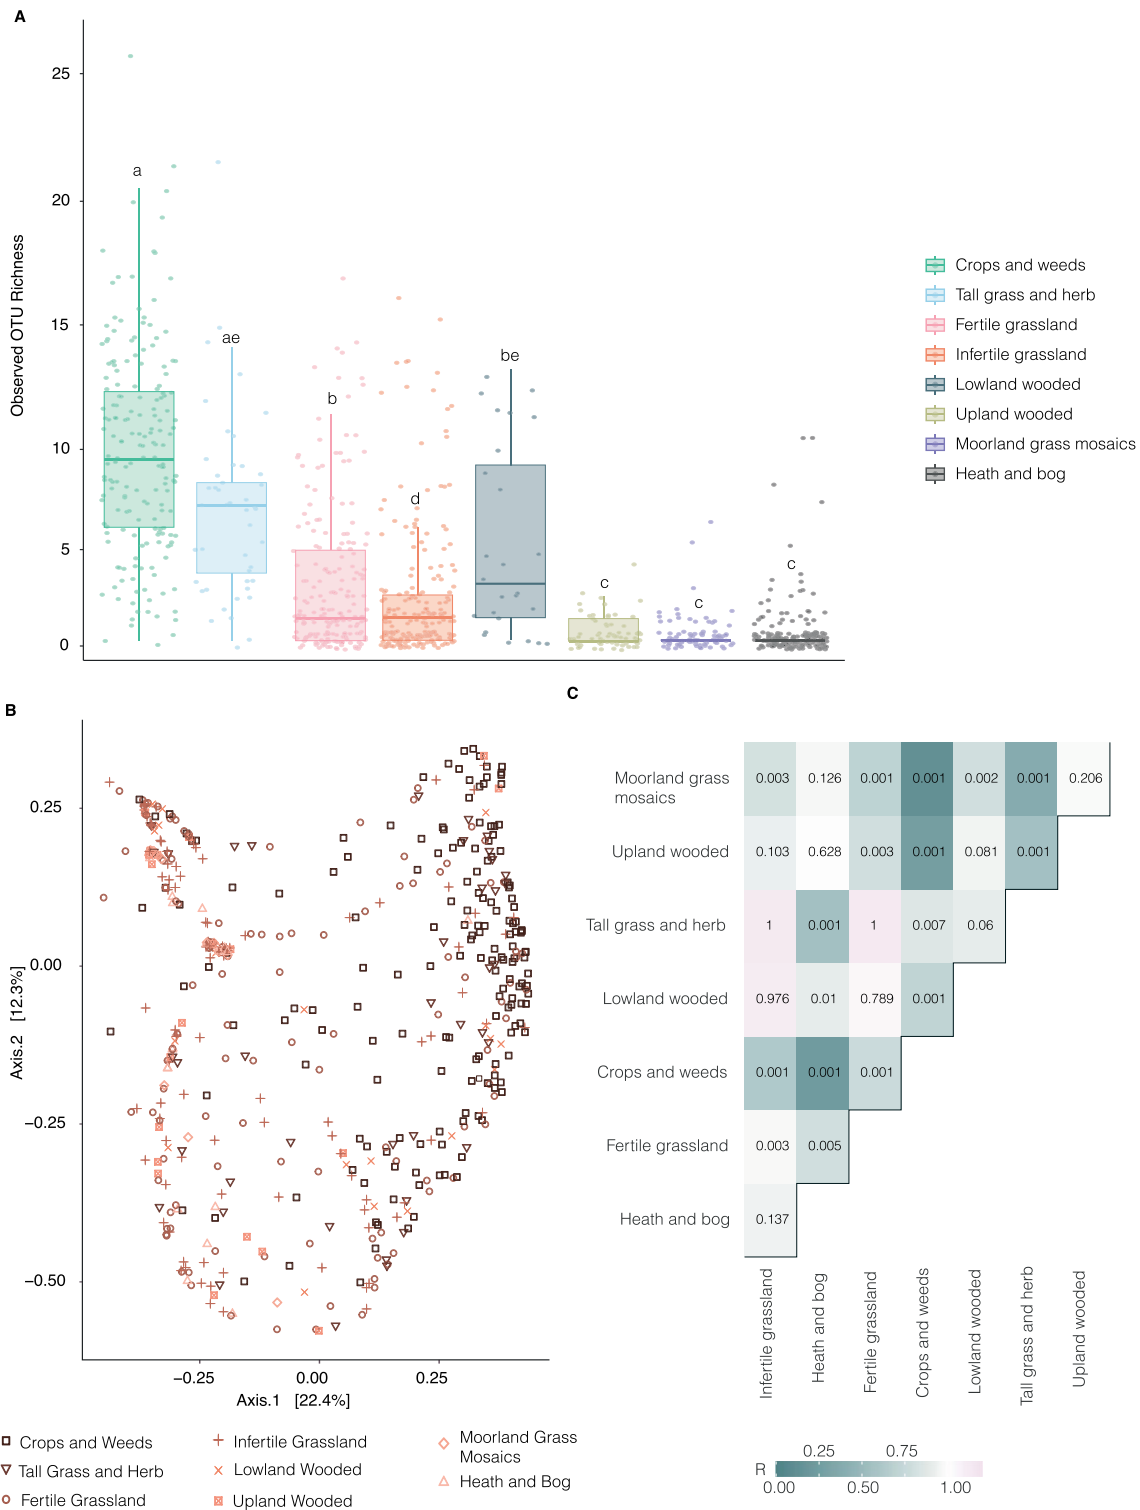 A
Observed OTU Richness
25
20
15
10
5
0
a
ae
b
d
be
c
c
c
Crops and weeds
Tall grass and herb
Fertile grassland
Infertile grassland
Lowland wooded
Upland wooded
Moorland grass mosaics
Heath and bog
B
Axis.2 [12.3%]
0.25
0.00
−0.25
−0.50
−0.25
0.00
0.25
Axis.1 [22.4%]
Crops and Weeds
Tall Grass and Herb
Fertile Grassland
Infertile Grassland
Lowland Wooded
Upland Wooded
Moorland Grass
Mosaics
Heath and Bog
C
Moorland grass
mosaics
0.003 0.126 0.001 0.001 0.002 0.001 0.206
Upland wooded 0.103 0.628 0.003 0.001 0.081 0.001
Tall grass and herb 1 0.001 1 0.007 0.06
Lowland wooded 0.976 0.01 0.789 0.001
Crops and weeds 0.001 0.001 0.001
Fertile grassland 0.003 0.005
Heath and bog 0.137
Infertile grassland
Heath and bog
Fertile grassland
Crops and weeds
Lowland wooded
Tall grass and herb
Upland wooded
0.25 0.75
R
0.00 0.50 1.00